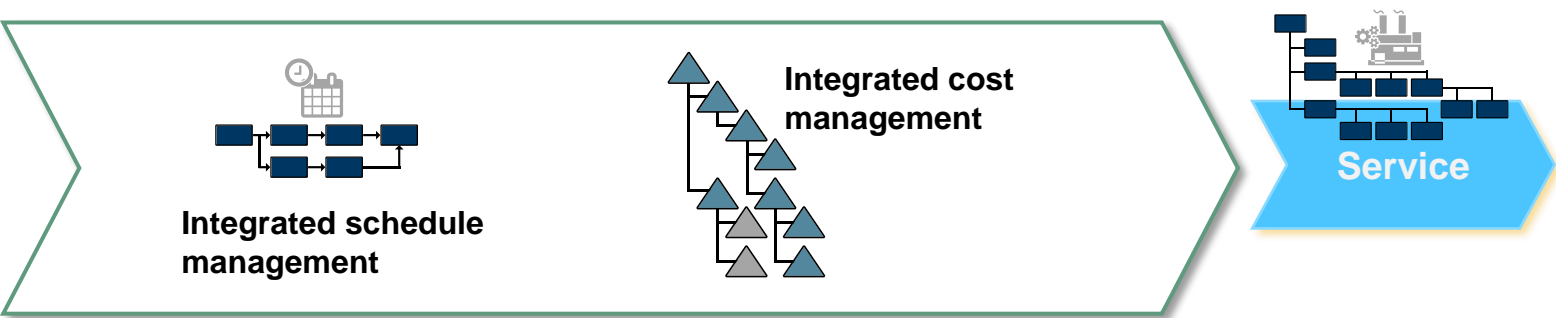 Integrated schedule
management
Integrated cost
management
Service